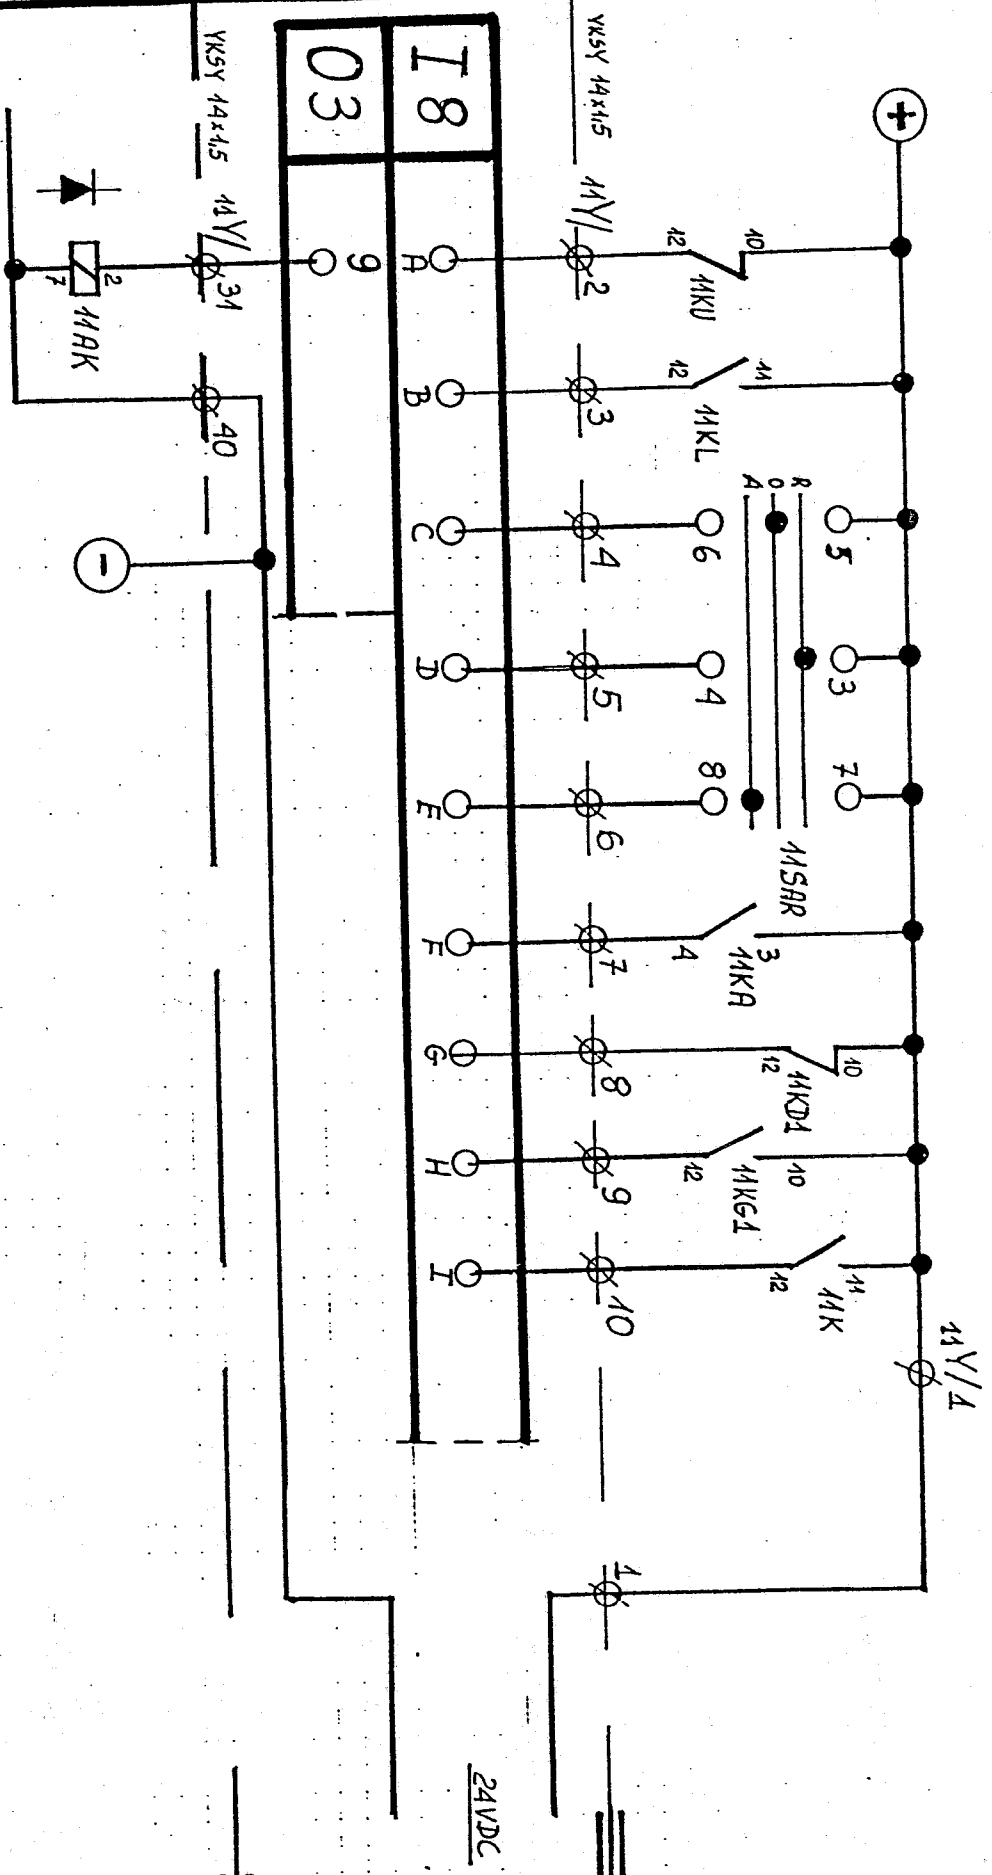 +
11Y/1
10 12 11KU
11 12 11KL
R O A
5 3 7
6 4 8
11SAR
3 4 11KA
10 12 11KD1
10 12 11KG1
11 12 11K
YKSY 14x1,5 11Y/
2 3 4 5 6 7 8 9 10 1
I8
A B C D E F G H I
24VDC
03
9
YKSY 14x1,5 11Y/
31 40
2 7 11AK
-